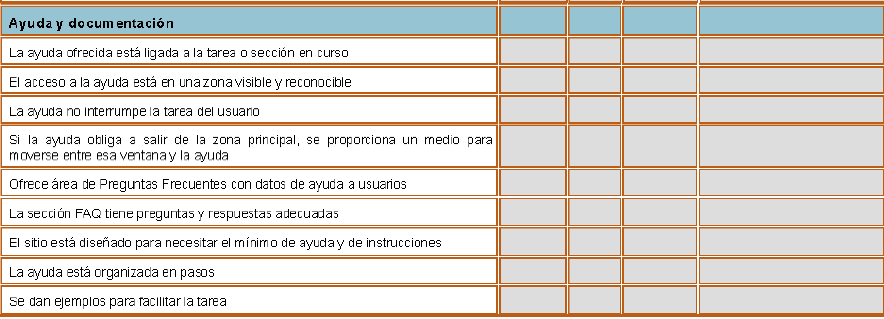 Ayuda y documentación
La ayuda ofrecida está ligada a la tarea o sección en curso
El acceso a la ayuda está en una zona visible y reconocible
La ayuda no interrumpe la tarea del usuario
Si la ayuda obliga a salir de la zona principal, se proporciona un medio para
moverse entre esa ventana y la ayuda
Ofrece área de Preguntas Frecuentes con datos de ayuda a usuarios
La sección FAQ tiene preguntas y respuestas adecuadas
El sitio está diseñado para necesitar el mínimo de ayuda y de instrucciones
La ayuda está organizada en pasos
Se dan ejemplos para facilitar la tarea